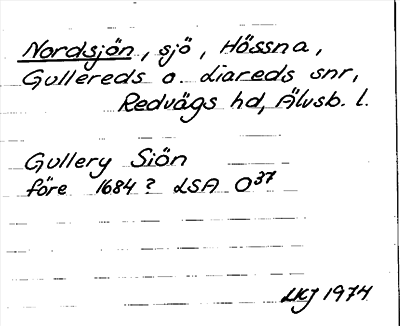 Nordsjön, sjö, Hössna,
Gullereds o. Liareds snr,
Redvägs hd, Älvsb. l.
Gullery Siön
före 1684? LSA O37
LKJ 1974